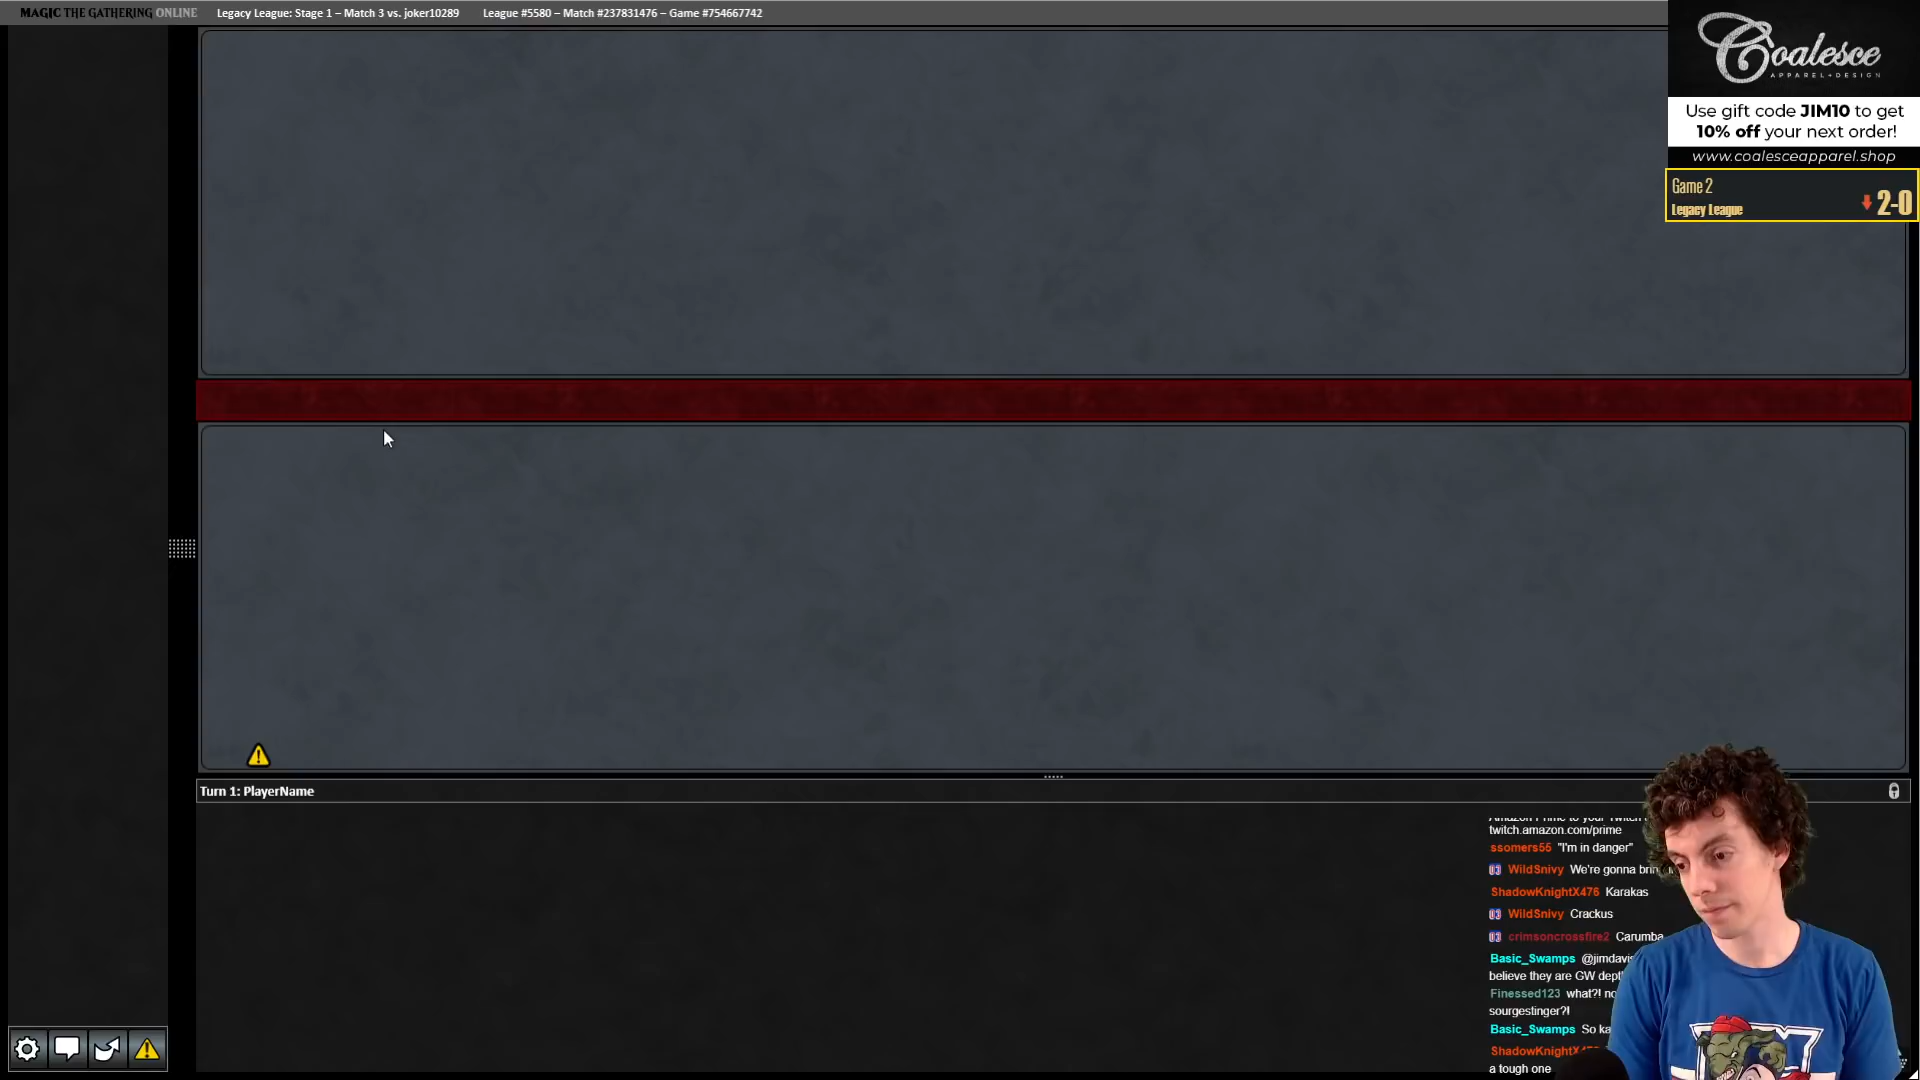 MAGIC THE GATHERING ONLINE
Legacy League: Stage 1 – Match 3 vs. joker10289
League #5580 – Match #237831476 – Game #754667742
Coalesce
APPAREL+DESIGN
Use gift code JIM10 to get
10% off your next order!
www.coalesceapparel.shop
Game 2
Legacy League
2-0
Turn 1: PlayerName
twitch.amazon.com/prime
ssomers55 "I'm in danger"
WildSnivy We're gonna
ShadowKnightX476 Karakas
WildSnivy Crackus
crimsoncrossfire2 Carumba
Basic_Swamps
believe they are GW
Finessed123 what?!
sourgestinger?!
Basic_Swamps So
a tough one